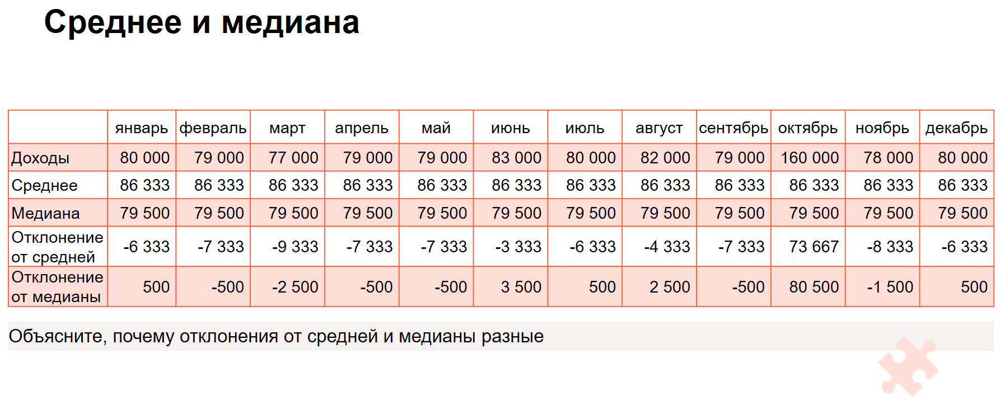 Среднее и медиана
январь февраль март апрель май июнь июль август сентябрь октябрь ноябрь декабрь
Доходы 80 000 79 000 77 000 79 000 79 000 83 000 80 000 82 000 79 000 160 000 78 000 80 000
Среднее 86 333 86 333 86 333 86 333 86 333 86 333 86 333 86 333 86 333 86 333 86 333 86 333
Медиана 79 500 79 500 79 500 79 500 79 500 79 500 79 500 79 500 79 500 79 500 79 500 79 500
Отклонение
от средней -6 333 -7 333 -9 333 -7 333 -7 333 -3 333 -6 333 -4 333 -7 333 73 667 -8 333 -6 333
Отклонение
от медианы 500 -500 -2 500 -500 -500 3 500 500 2 500 -500 80 500 -1 500 500
Объясните, почему отклонения от средней и медианы разные